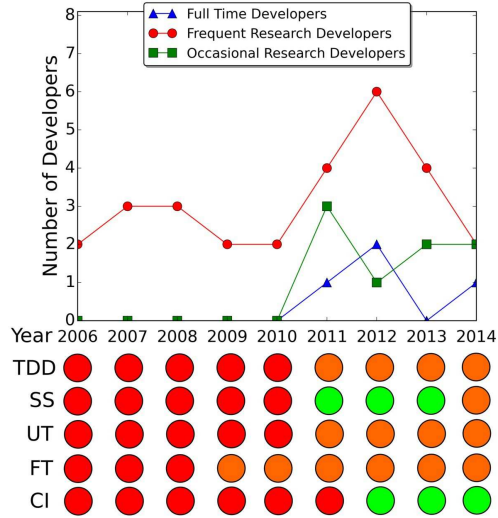 Full Time Developers
Frequent Research Developers
Occasional Research Developers
Number of Developers
8
7
6
5
4
3
2
1
0
Year 2006 2007 2008 2009 2010 2011 2012 2013 2014
TDD
SS
UT
FT
CI